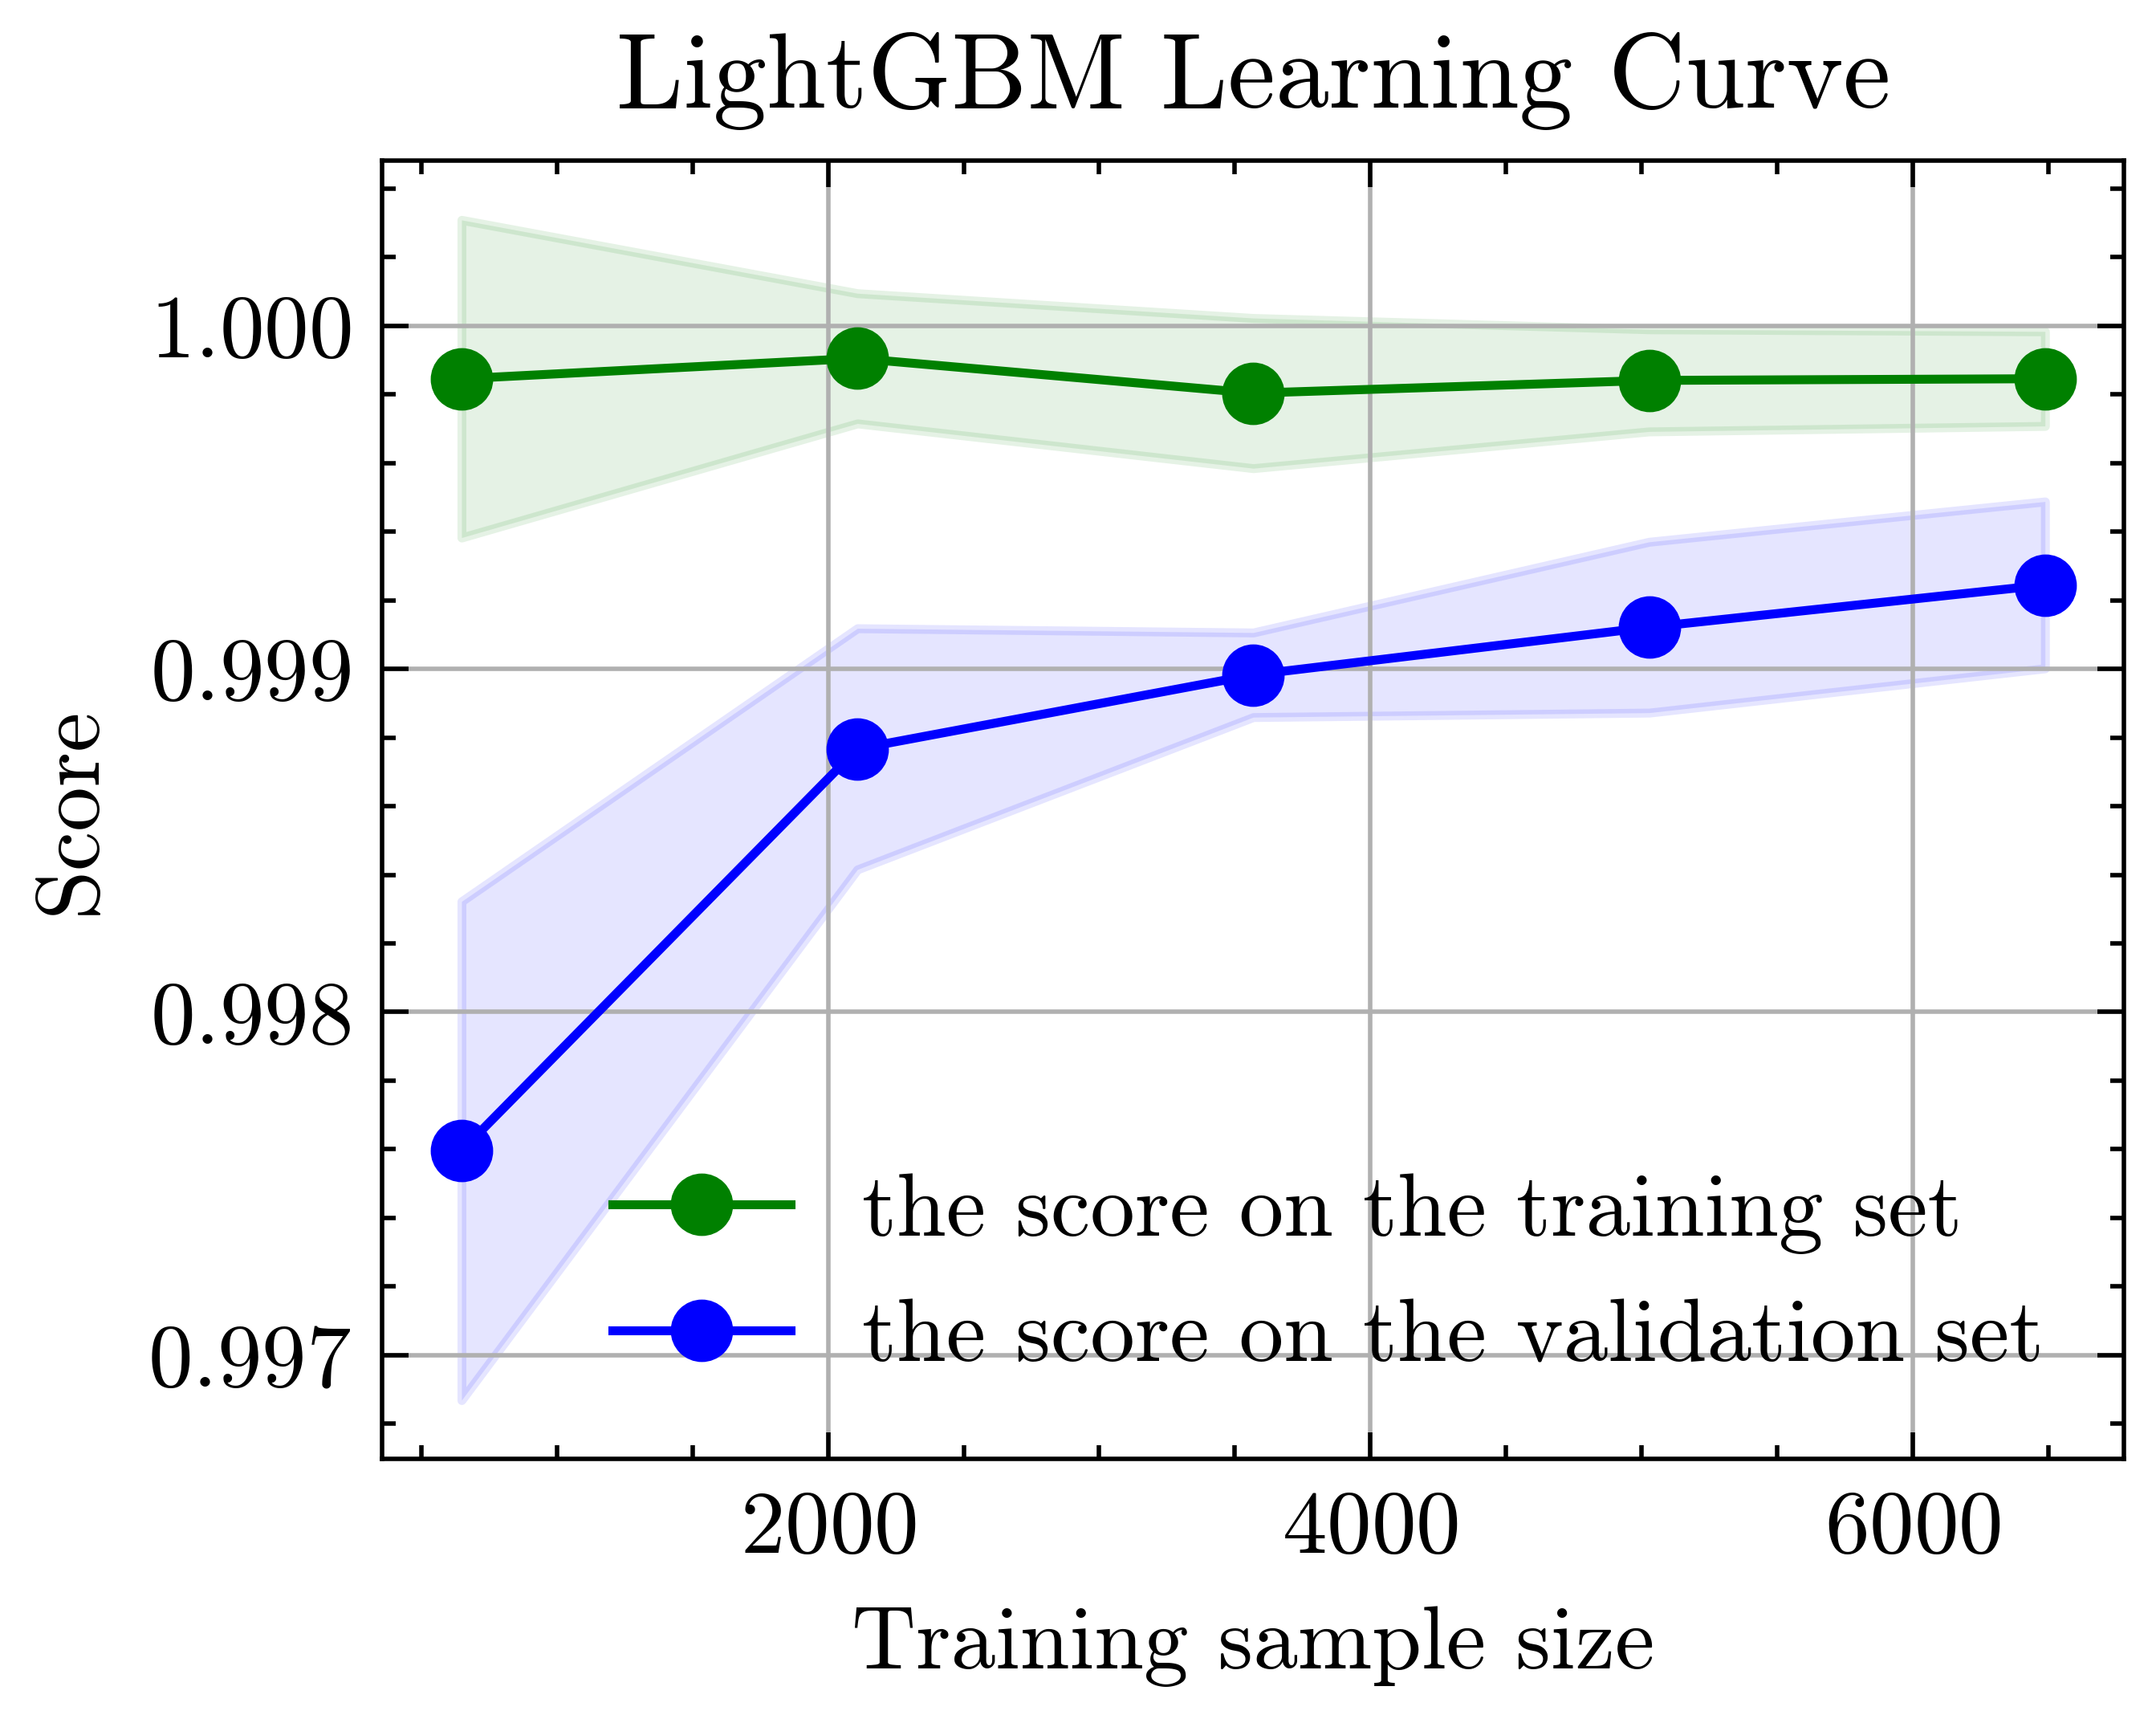 LightGBM Learning Curve
1.000
0.999
0.998
0.997
Score
the score on the training set
the score on the validation set
2000 4000 6000
Training sample size